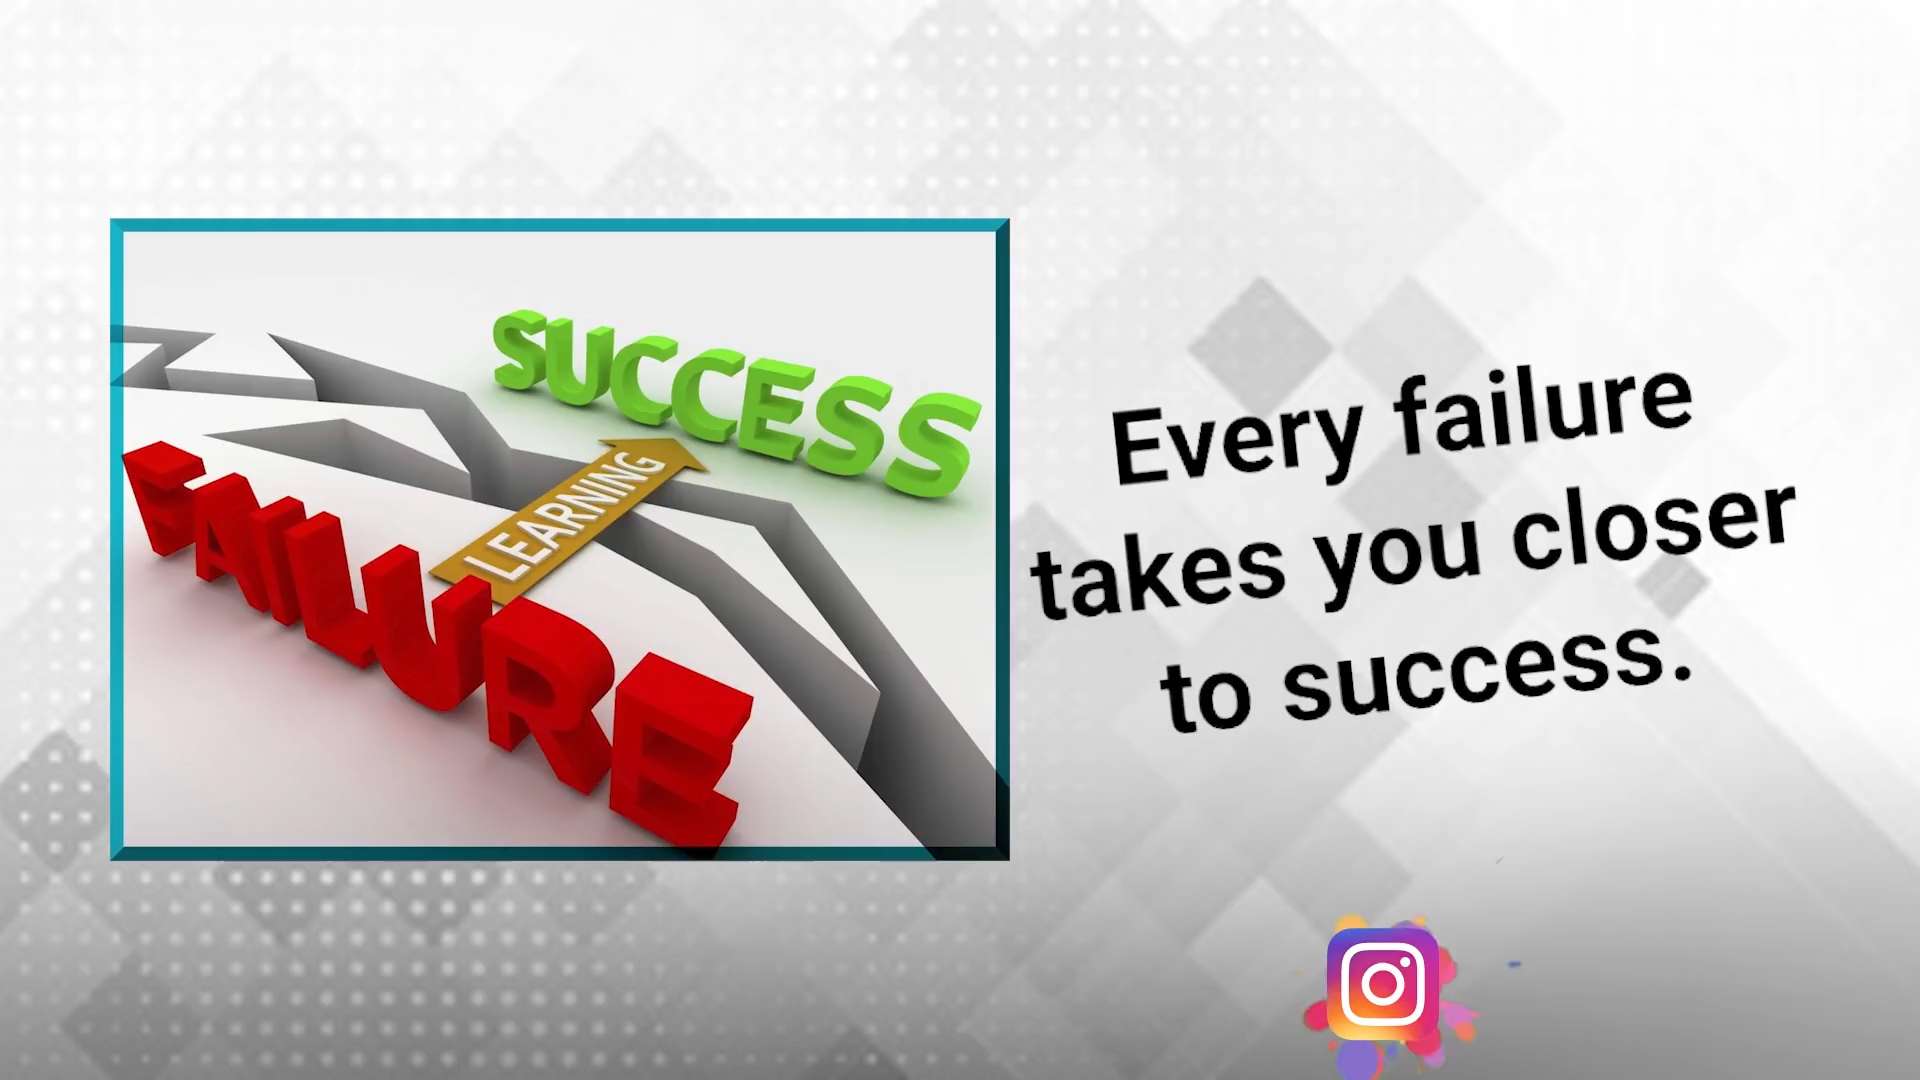 SUCCESS
LEARNING
FAILURE
Every failure
takes you closer
to success.